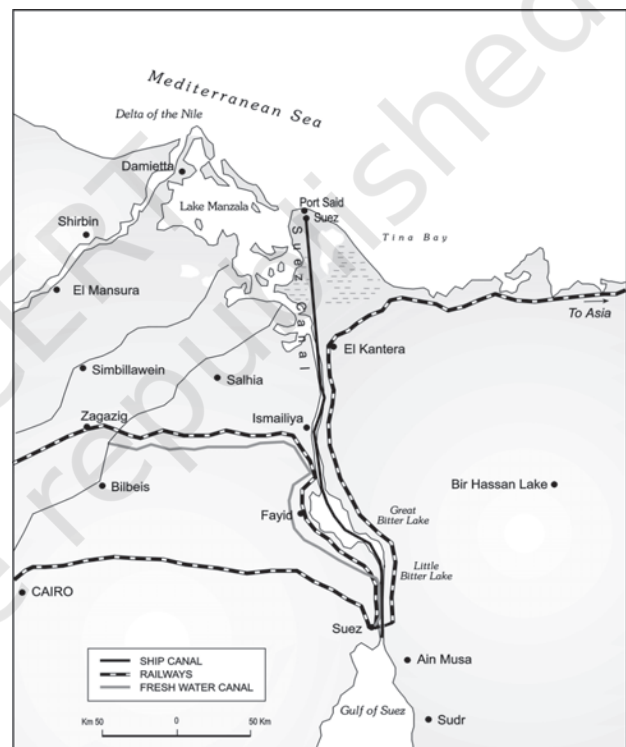 Mediterranean Sea
Delta of the Nile
Damietta
Lake Manzala
Port Said
Suez
Shirbin
Tina Bay
Suez Canal
El Mansura
To Asia
El Kantera
Simbillawein
Salhia
Zagazig
Ismailiya
Bilbeis
Bir Hassan Lake
Fayid
Great
Bitter Lake
Little
Bitter Lake
CAIRO
Suez
Ain Musa
SHIP CANAL
RAILWAYS
FRESH WATER CANAL
Gulf of Suez
Sudr
Km 50 0 50 Km